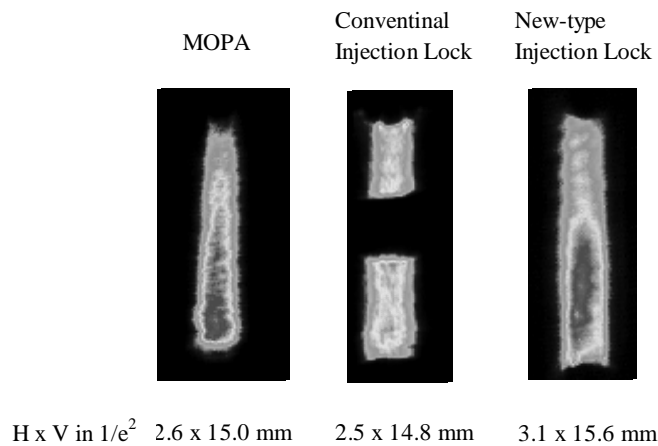 MOPA
Conventinal
Injection Lock
New-type
Injection Lock
H x V in 1/e²
2.6 x 15.0 mm
2.5 x 14.8 mm
3.1 x 15.6 mm